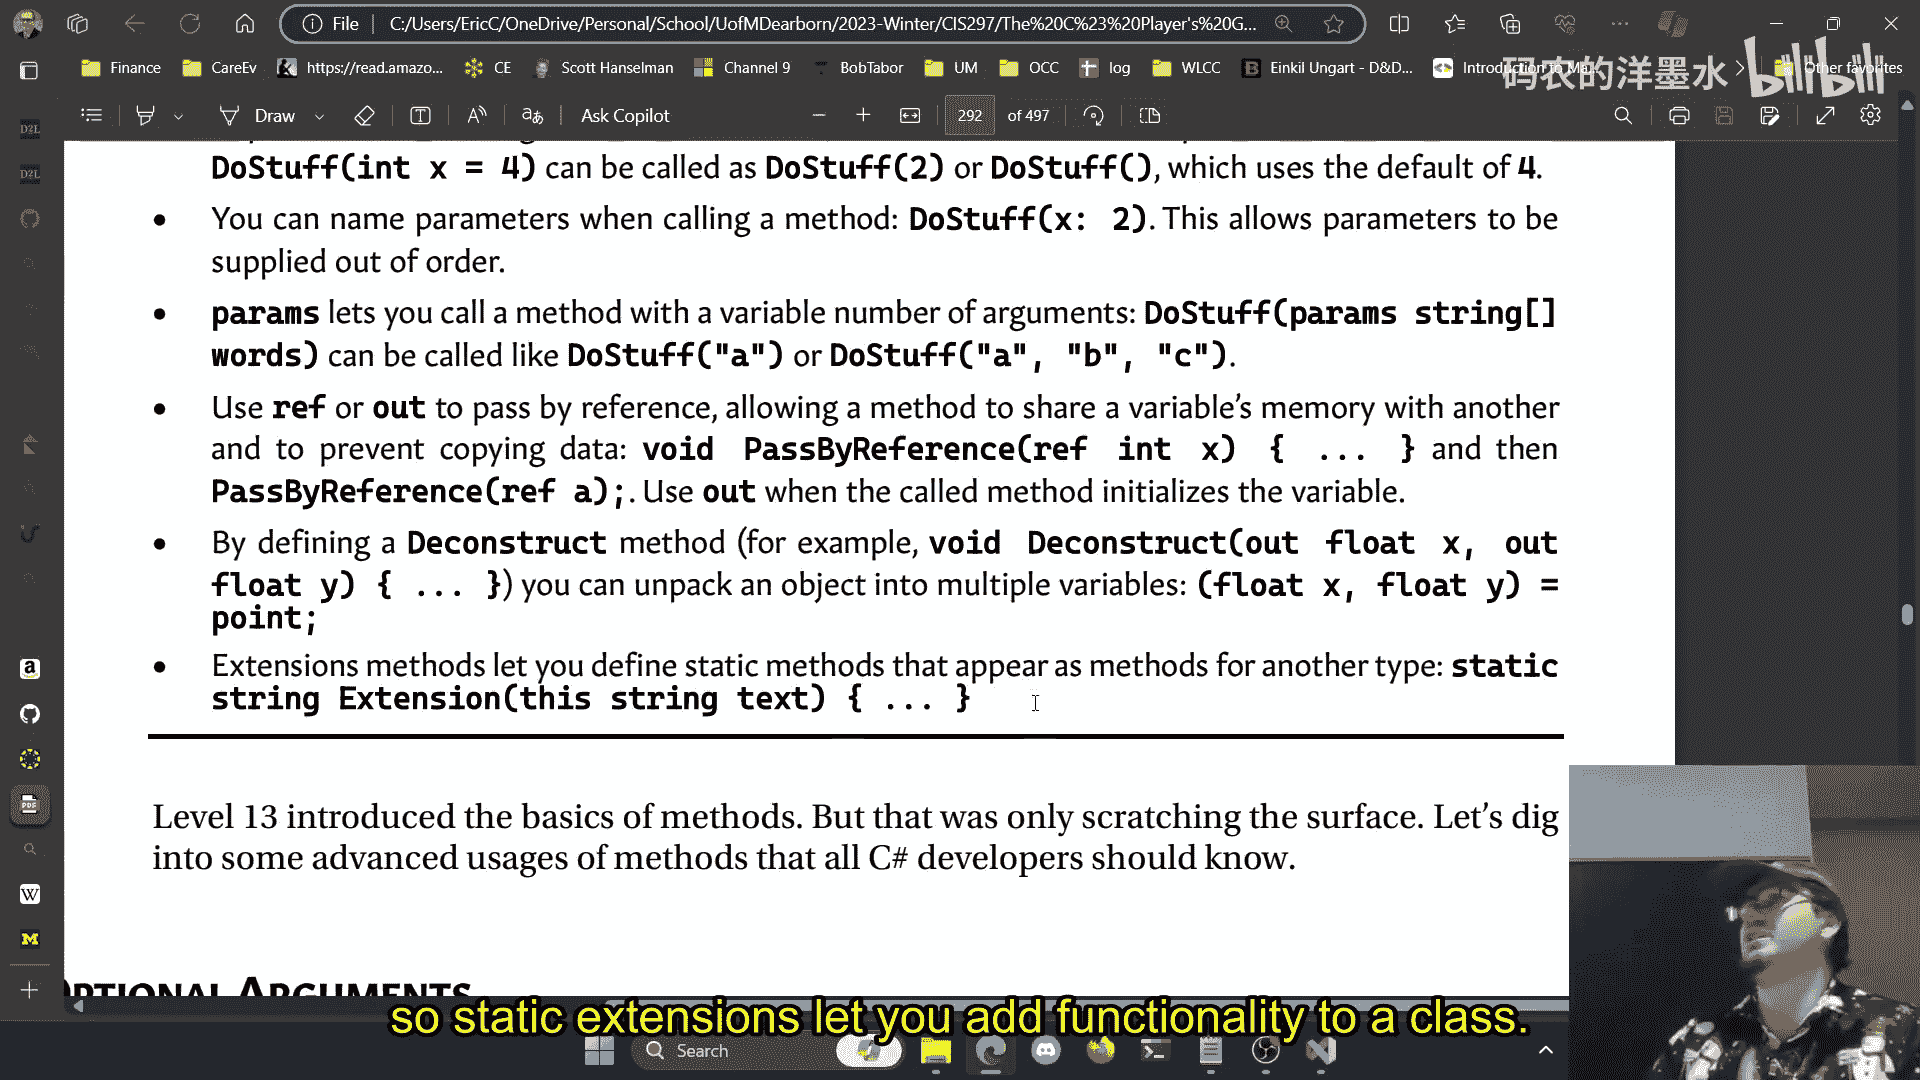 File
C:/Users/EricC/OneDrive/Personal/School/UofMDearborn/2023-Winter/CIS297/The%20C%23%20Player's%20G...
Finance
CareEv
https://read.amazo...
CE
Scott Hanselman
Channel 9
BobTabor
UM
OCC
log
WLCC
Einkil Ungart - D&D...
Introduction to Ma...
Other favorites
码农的洋墨水 bilibili
Draw
Ask Copilot
292 of 497
DoStuff(int x = 4) can be called as DoStuff(2) or DoStuff(), which uses the default of 4.
• You can name parameters when calling a method: DoStuff(x: 2). This allows parameters to be
supplied out of order.
• params lets you call a method with a variable number of arguments: DoStuff(params string[]
words) can be called like DoStuff("a") or DoStuff("a", "b", "c").
• Use ref or out to pass by reference, allowing a method to share a variable's memory with another
and to prevent copying data: void PassByReference(ref int x) { ... } and then
PassByReference(ref a);. Use out when the called method initializes the variable.
• By defining a Deconstruct method (for example, void Deconstruct(out float x, out
float y) { ... }) you can unpack an object into multiple variables: (float x, float y) =
point;
• Extensions methods let you define static methods that appear as methods for another type: static
string Extension(this string text) { ... }
Level 13 introduced the basics of methods. But that was only scratching the surface. Let's dig
into some advanced usages of methods that all C# developers should know.
OPTIONAL ARGUMENTS
so static extensions let you add functionality to a class.
Search